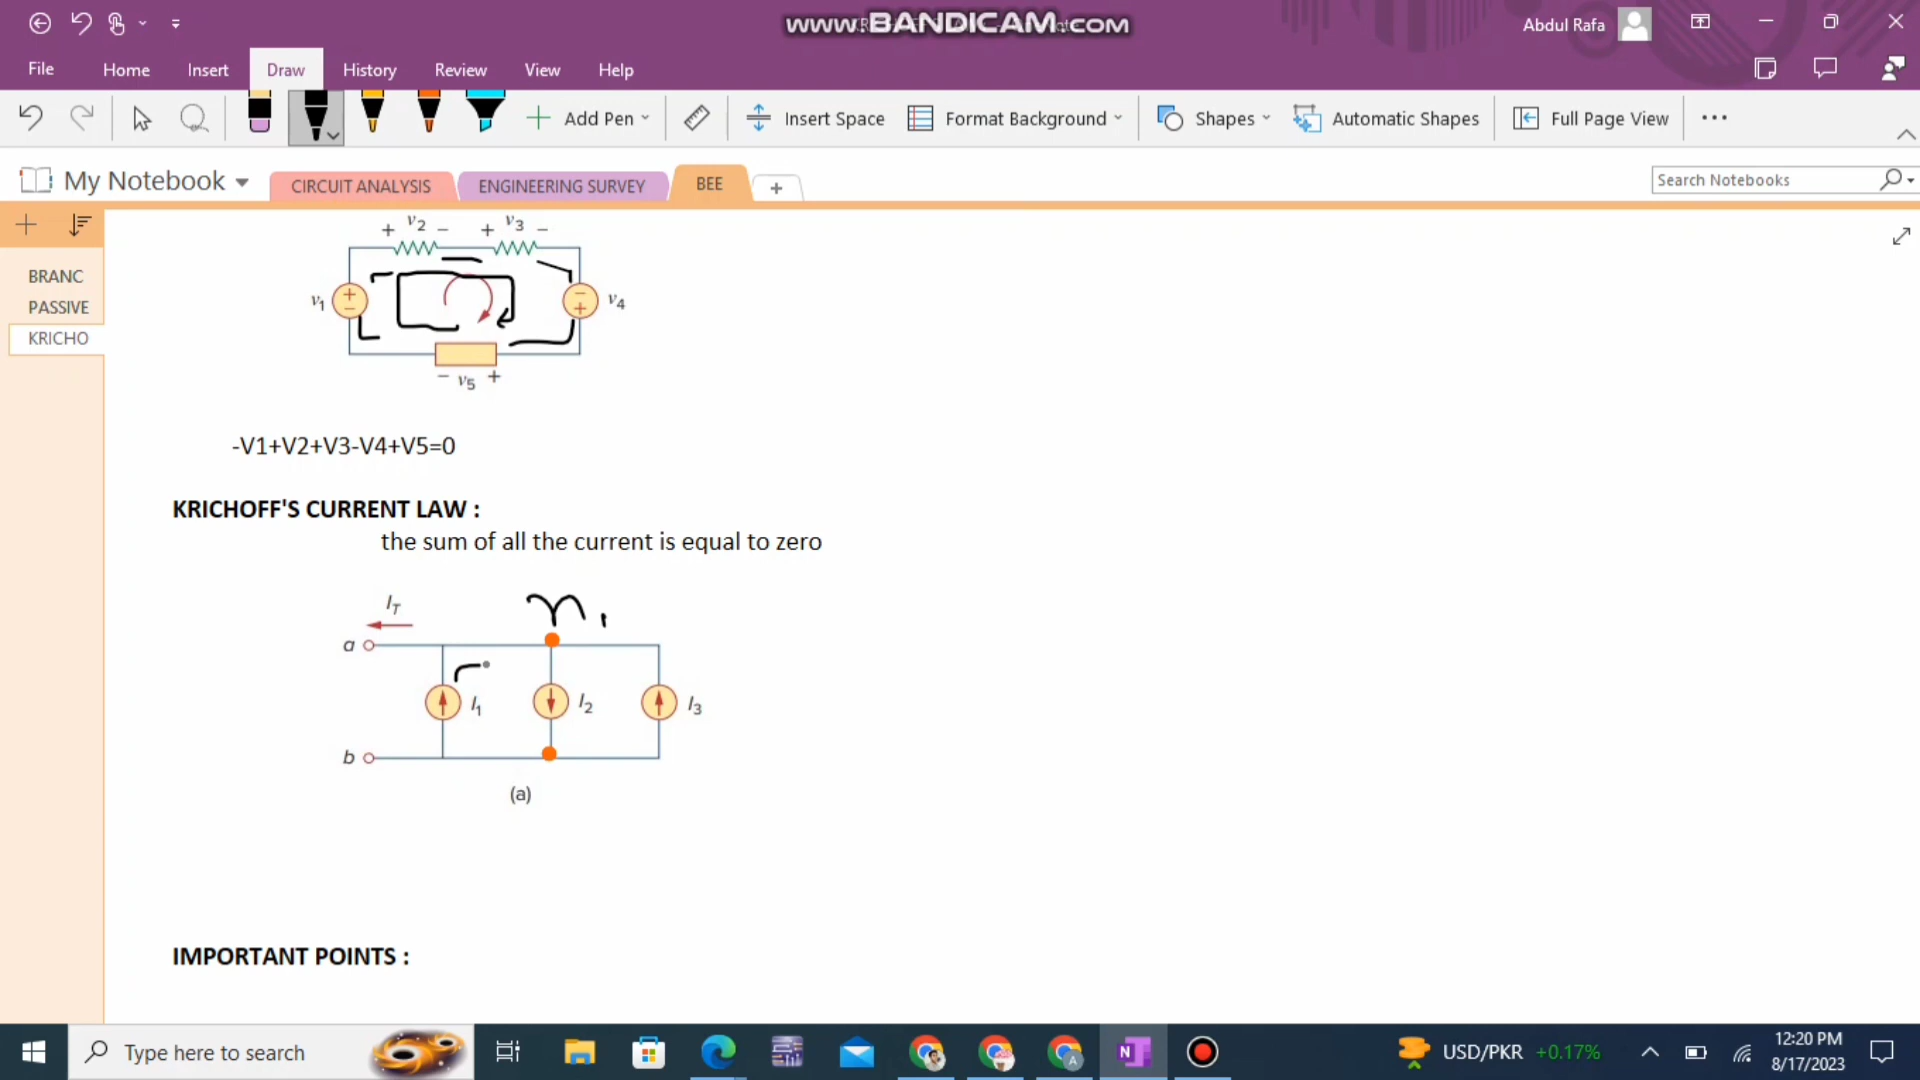 www.BANDICAM.com
Abdul Rafa
File Home Insert Draw History Review View Help
Add Pen Insert Space Format Background Shapes Automatic Shapes Full Page View
My Notebook CIRCUIT ANALYSIS ENGINEERING SURVEY BEE
Search Notebooks
BRANC
PASSIVE
KRICHO
+ v2 - + v3 -
v1 + - - + v4
- v5 +
-V1+V2+V3-V4+V5=0
KRICHOFF'S CURRENT LAW :
the sum of all the current is equal to zero
IT
a
I1 I2 I3
b
(a)
IMPORTANT POINTS :
Type here to search
USD/PKR +0.17%
12:20 PM
8/17/2023